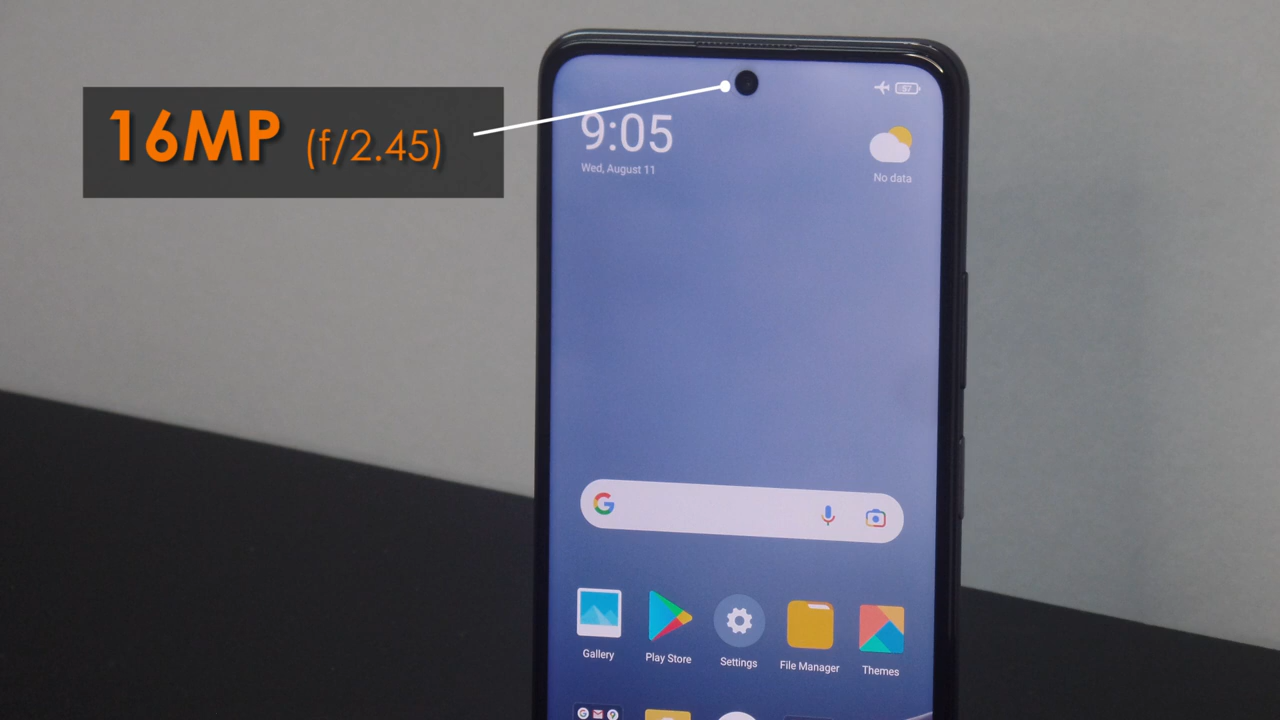 16MP (f/2.45)
9:05
Wed, August 11
No data
Gallery
Play Store
Settings
File Manager
Themes